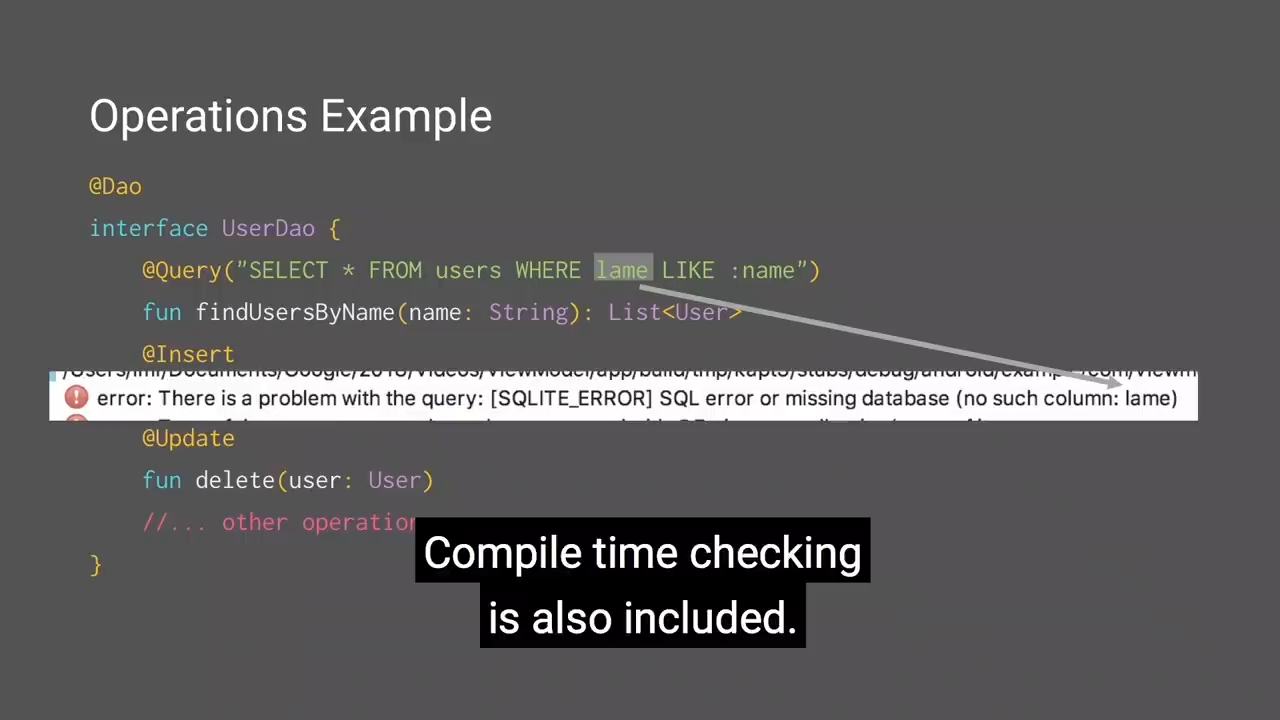 Operations Example
@Dao
interface UserDao {
@Query("SELECT * FROM users WHERE lame LIKE :name")
fun findUsersByName(name: String): List<User>
@Insert
error: There is a problem with the query: [SQLITE_ERROR] SQL error or missing database (no such column: lame)
@Update
fun delete(user: User)
//... other operation
}
Compile time checking
is also included.